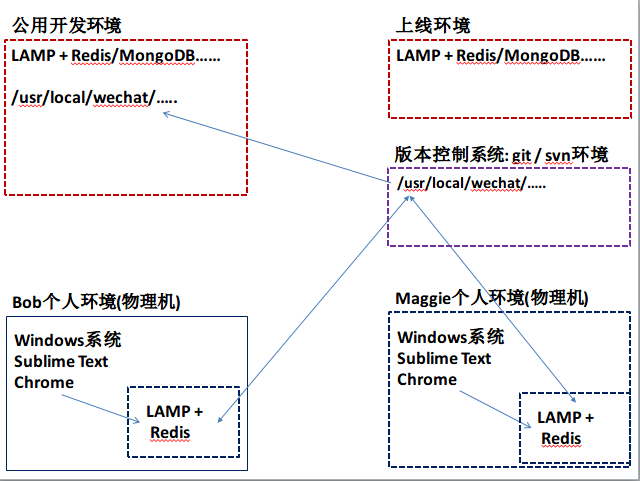 公用开发环境
LAMP + Redis/MongoDB……
/usr/local/wechat/…..
上线环境
LAMP + Redis/MongoDB……
版本控制系统: git / svn环境
/usr/local/wechat/…..
Bob个人环境(物理机)
Windows系统
Sublime Text
Chrome
LAMP +
Redis
Maggie个人环境(物理机)
Windows系统
Sublime Text
Chrome
LAMP +
Redis